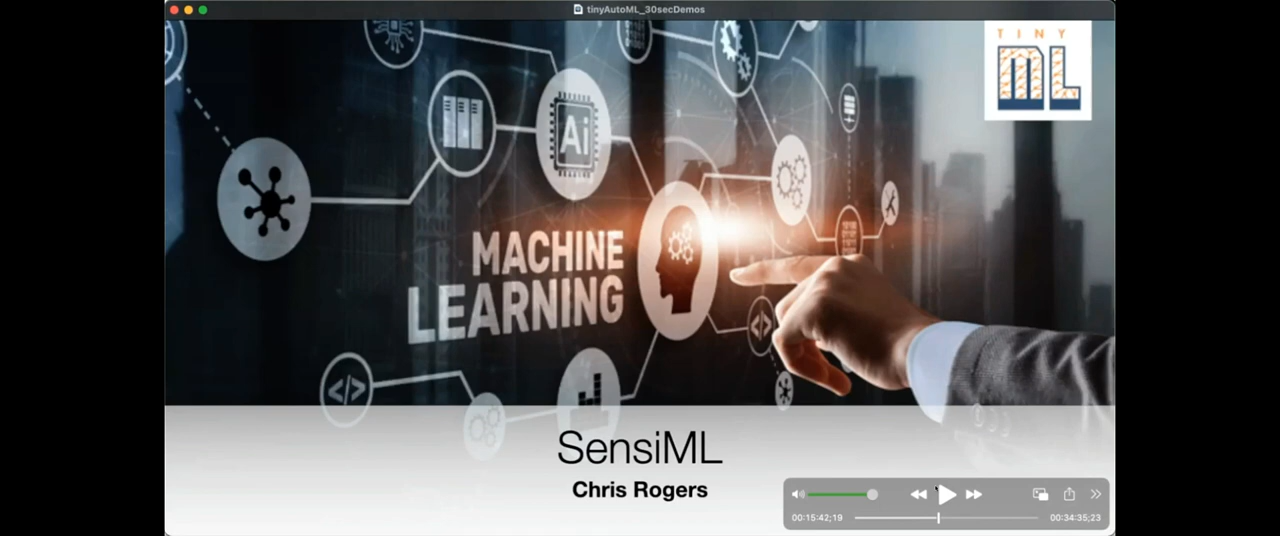 tinyAutoML_30secDemos
TINY
ML
Ai
MACHINE
LEARNING
</>
</>
SensiML
Chris Rogers
00:15:42;19
00:34:35;23